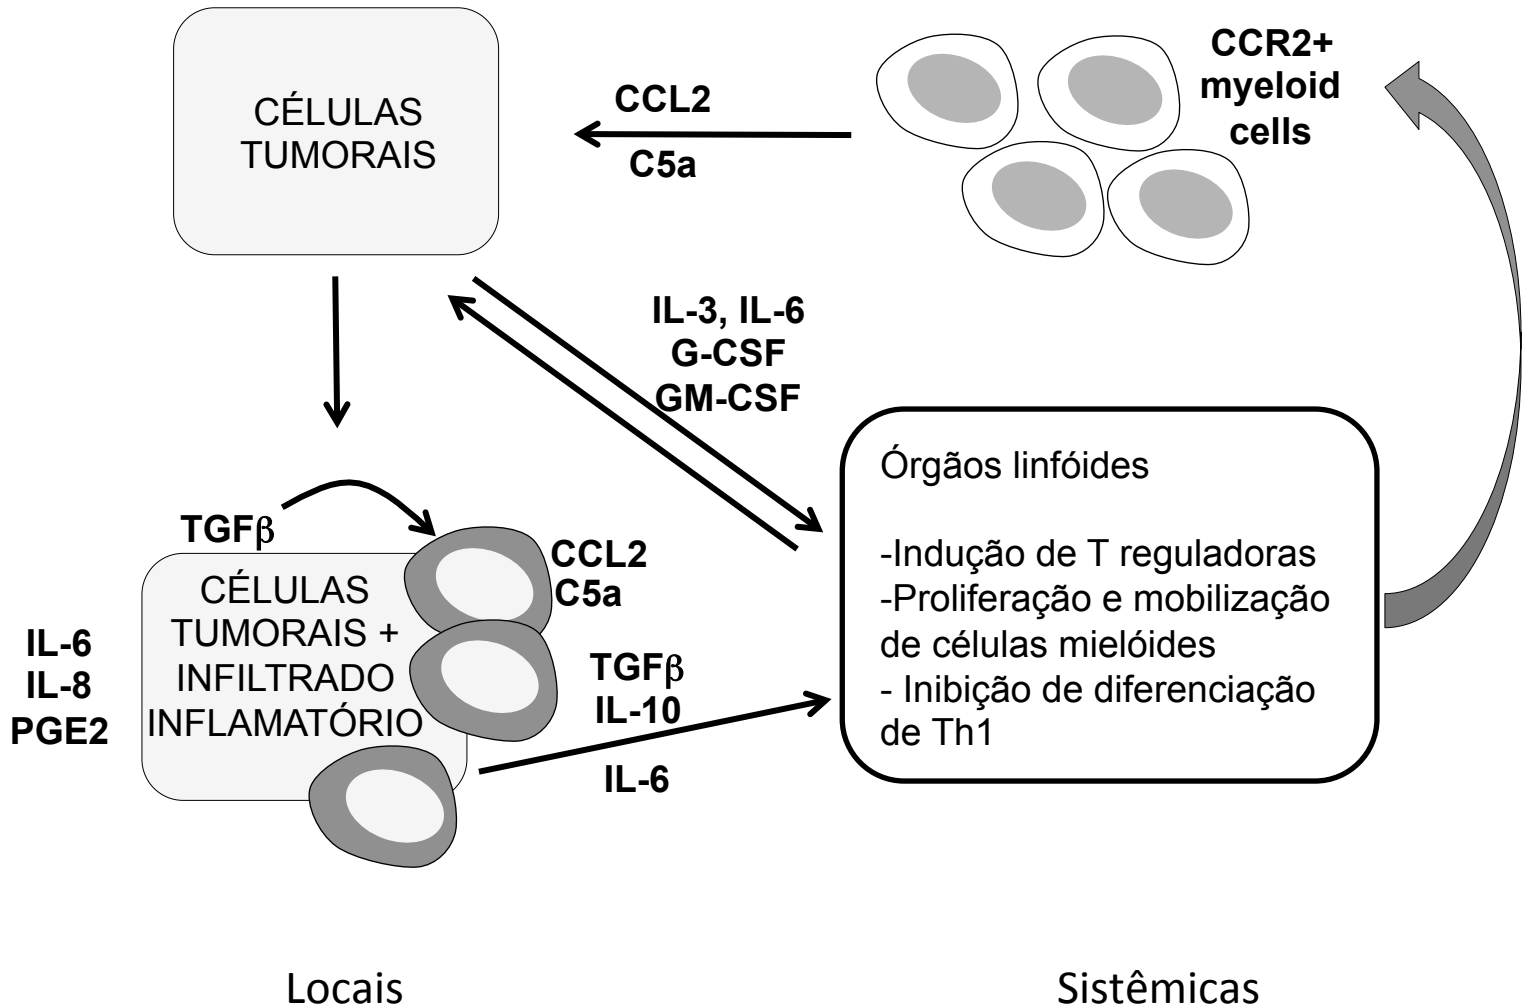 CÉLULAS
TUMORAIS
CCL2
C5a
CCR2+
myeloid
cells
IL-3, IL-6
G-CSF
GM-CSF
Órgãos linfóides
-Indução de T reguladoras
-Proliferação e mobilização
de células mielóides
- Inibição de diferenciação
de Th1
TGFβ
CCL2
C5a
CÉLULAS
TUMORAIS +
INFILTRADO
INFLAMATÓRIO
IL-6
IL-8
PGE2
TGFβ
IL-10
IL-6
Locais
Sistêmicas